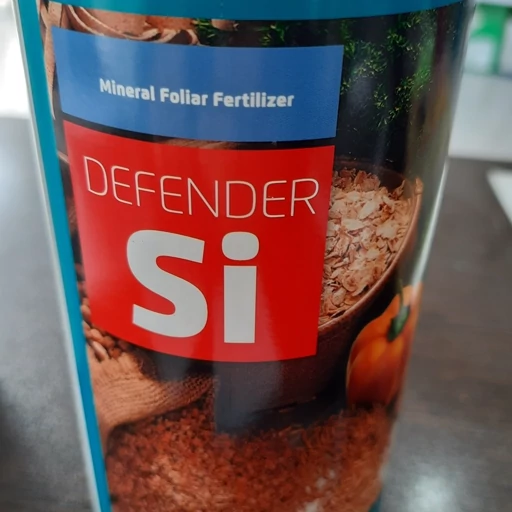 Mineral Foliar Fertilizer
DEFENDER
Si